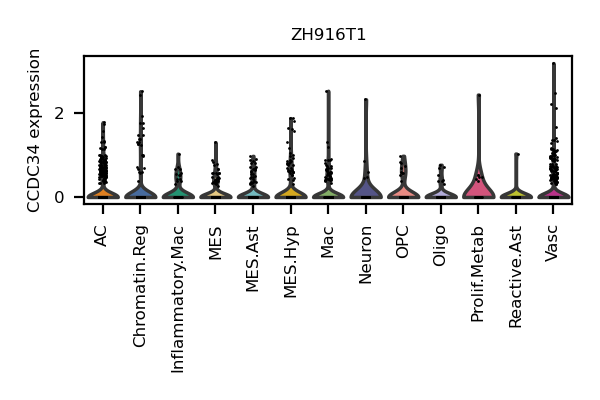 ZH916T1
CCDC34 expression
2
0
AC
Chromatin.Reg
Inflammatory.Mac
MES
MES.Ast
MES.Hyp
Mac
Neuron
OPC
Oligo
Prolif.Metab
Reactive.Ast
Vasc